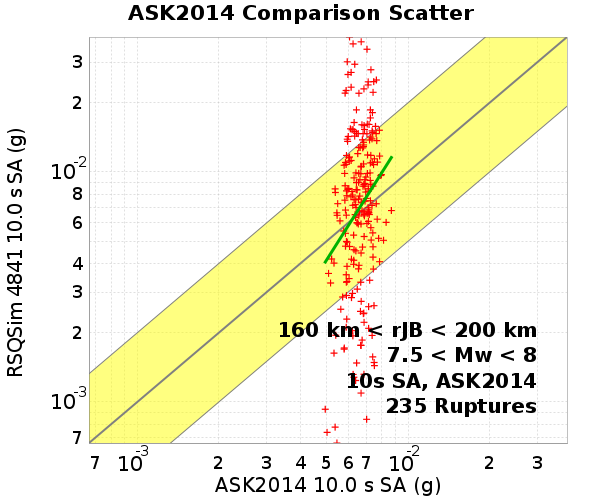 ASK2014 Comparison Scatter
RSQSim 4841 10.0 s SA (g)
3
2
10-2
8
6
4
3
2
10-3
7
160 km < rJB < 200 km
7.5 < Mw < 8
10s SA, ASK2014
235 Ruptures
7 10-3 2 3 4 5 6 7 10-2 2 3
ASK2014 10.0 s SA (g)